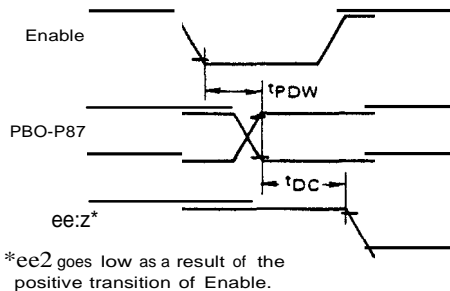 Enable
tPDW
PBO-P87
tDC
ee:z*
*ee2 goes low as a result of the
positive transition of Enable.